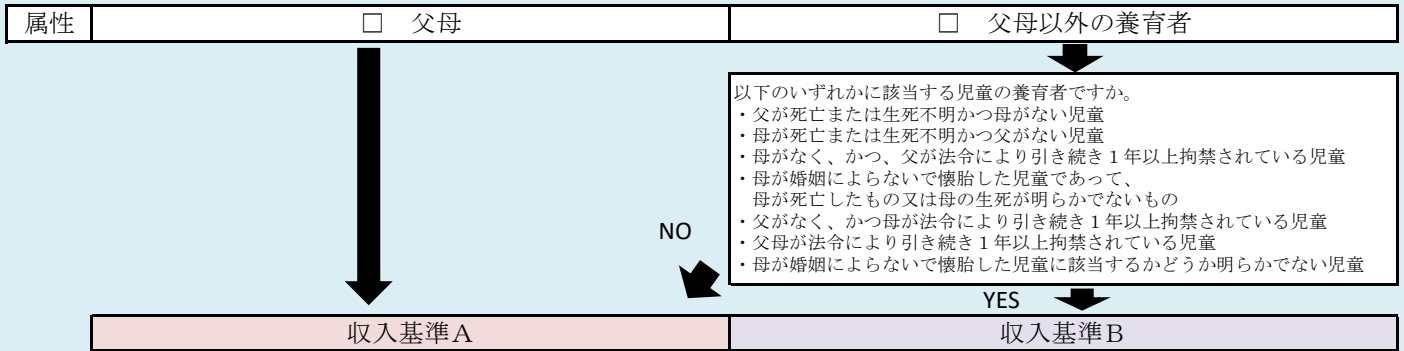 属性
□ 父母
□ 父母以外の養育者
以下のいずれかに該当する児童の養育者ですか。
・父が死亡または生死不明かつ母がない児童
・母が死亡または生死不明かつ父がない児童
・母がなく、かつ、父が法令により引き続き１年以上拘禁されている児童
・母が婚姻によらないで懐胎した児童であって、
母が死亡したもの又は母の生死が明らかでないもの
・父がなく、かつ母が法令により引き続き１年以上拘禁されている児童
・父母が法令により引き続き１年以上拘禁されている児童
・母が婚姻によらないで懐胎した児童に該当するかどうか明らかでない児童
NO
YES
収入基準Ａ
収入基準Ｂ